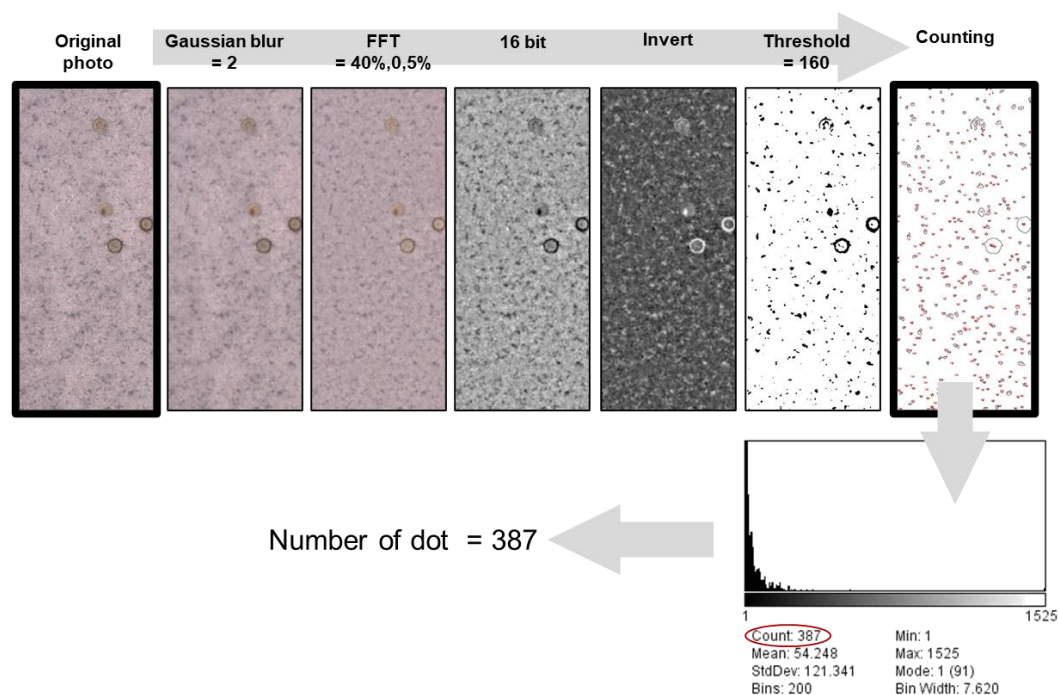 Original
photo
Gaussian blur
= 2
FFT
= 40%,0,5%
16 bit
Invert
Threshold
= 160
Counting
Number of dot = 387
1
1525
Count: 387
Min: 1
Mean: 54.248
Max: 1525
StdDev: 121.341
Mode: 1 (91)
Bins: 200
Bin Width: 7.620